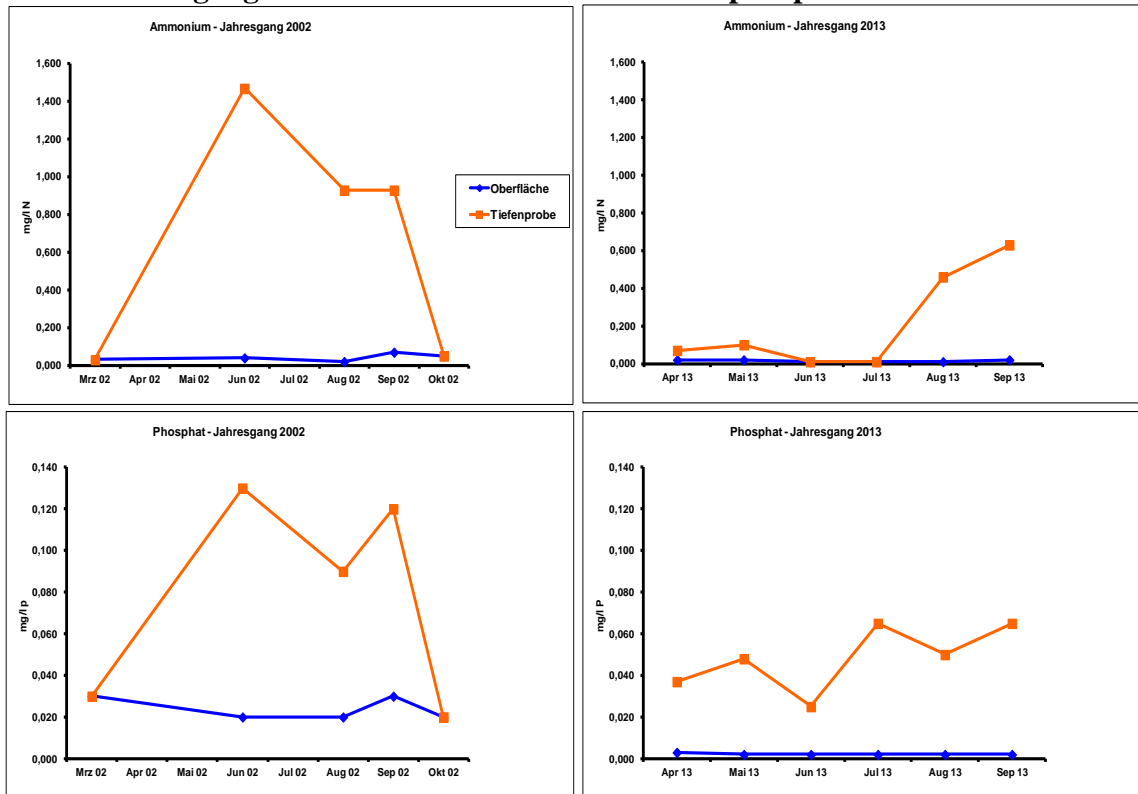 Ammonium - Jahresgang 2002
1,600
1,400
1,200
1,000
0,800
0,600
0,400
0,200
0,000
mg/l N
Mrz 02 Apr 02 Mai 02 Jun 02 Jul 02 Aug 02 Sep 02 Okt 02
Oberfläche
Tiefenprobe
Ammonium - Jahresgang 2013
1,600
1,400
1,200
1,000
0,800
0,600
0,400
0,200
0,000
mg/l N
Apr 13 Mai 13 Jun 13 Jul 13 Aug 13 Sep 13
Phosphat - Jahresgang 2002
0,140
0,120
0,100
0,080
0,060
0,040
0,020
0,000
mg/l p
Mrz 02 Apr 02 Mai 02 Jun 02 Jul 02 Aug 02 Sep 02 Okt 02
Phosphat - Jahresgang 2013
0,140
0,120
0,100
0,080
0,060
0,040
0,020
0,000
mg/l P
Apr 13 Mai 13 Jun 13 Jul 13 Aug 13 Sep 13